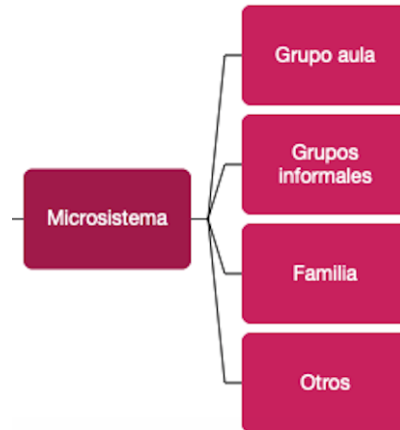 Microsistema
Grupo aula
Grupos
informales
Familia
Otros